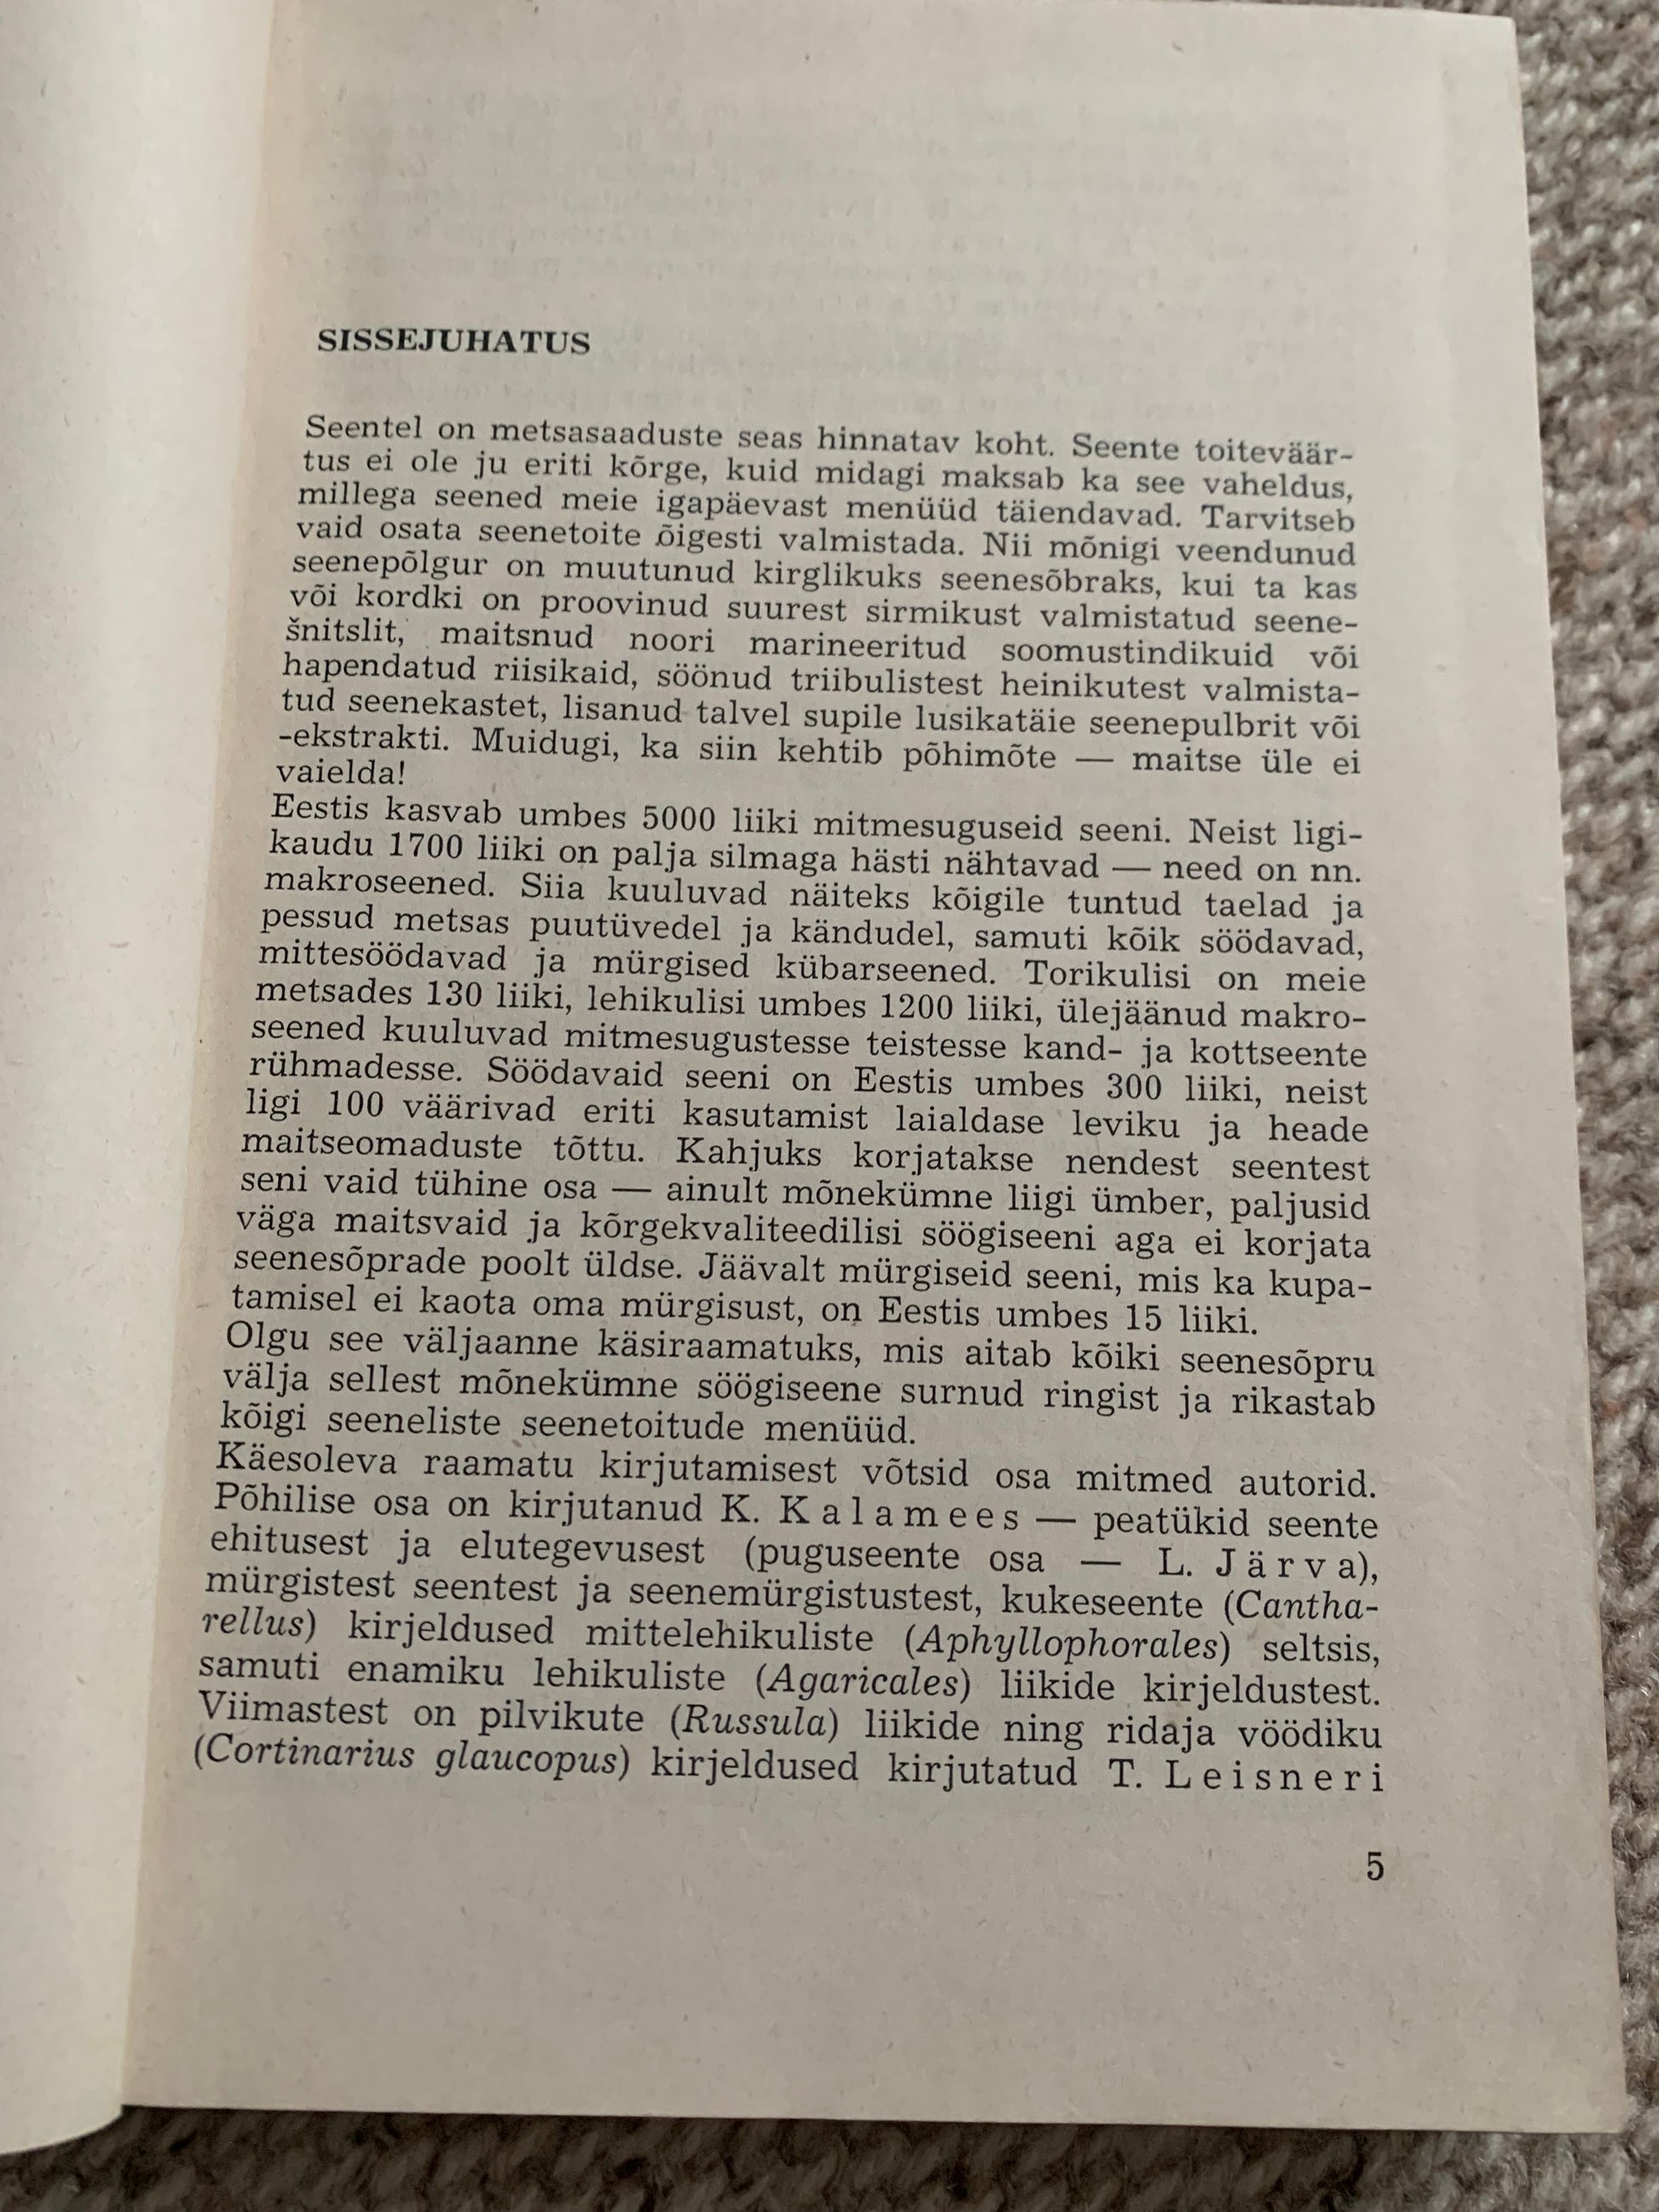 SISSEJUHATUS
Seentel on metsasaaduste seas hinnatav koht. Seente toiteväär-
tus ei ole ju eriti kõrge, kuid midagi maksab ka see vaheldus,
millega seened meie igapäevast menüüd täiendavad. Tarvitseb
vaid osata seenetoite õigesti valmistada. Nii mõnigi veendunud
seenepõlgur on muutunud kirglikuks seenesõbraks, kui ta kas
või kordki on proovinud suurest sirmikust valmistatud seene-
šnitslit, maitsnud noori marineeritud soomustindikuid või
hapendatud riisikaid, söönud triibulistest heinikutest valmista-
tud seenekastet, lisanud talvel supile lusikatäie seenepulbrit või
-ekstrakti. Muidugi, ka siin kehtib põhimõte — maitse üle ei
vaielda!
Eestis kasvab umbes 5000 liiki mitmesuguseid seeni. Neist ligi-
kaudu 1700 liiki on palja silmaga hästi nähtavad — need on nn.
makroseened. Siia kuuluvad näiteks kõigile tuntud taelad ja
pessud metsas puutüvedel ja kändudel, samuti kõik söödavad,
mittesöödavad ja mürgised kübarseened. Torikulisi on meie
metsades 130 liiki, lehikulisi umbes 1200 liiki, ülejäänud makro-
seened kuuluvad mitmesugustesse teistesse kand- ja kottseente
rühmadesse. Söödavaid seeni on Eestis umbes 300 liiki, neist
ligi 100 väärivad eriti kasutamist laialdase leviku ja heade
maitseomaduste tõttu. Kahjuks korjatakse nendest seentest
seni vaid tühine osa — ainult mõnekümne liigi ümber, paljusid
väga maitsvaid ja kõrgekvaliteedilisi söögiseeni aga ei korjata
seenesõprade poolt üldse. Jäävalt mürgiseid seeni, mis ka kupa-
tamisel ei kaota oma mürgisust, on Eestis umbes 15 liiki.
Olgu see väljaanne käsiraamatuks, mis aitab kõiki seenesõpru
välja sellest mõnekümne söögiseene surnud ringist ja rikastab
kõigi seeneliste seenetoitude menüüd.
Käesoleva raamatu kirjutamisest võtsid osa mitmed autorid.
Põhilise osa on kirjutanud K. Kalamees — peatükid seente
ehitusest ja elutegevusest (puguseente osa — L. Järva),
mürgistest seentest ja seenemürgistustest, kukeseente (Cantha-
rellus) kirjeldused mittelehikuliste (Aphyllophorales) seltsis,
samuti enamiku lehikuliste (Agaricales) liikide kirjeldustest.
Viimastest on pilvikute (Russula) liikide ning ridaja vöödiku
(Cortinarius glaucopus) kirjeldused kirjutatud T. Leisneri
5